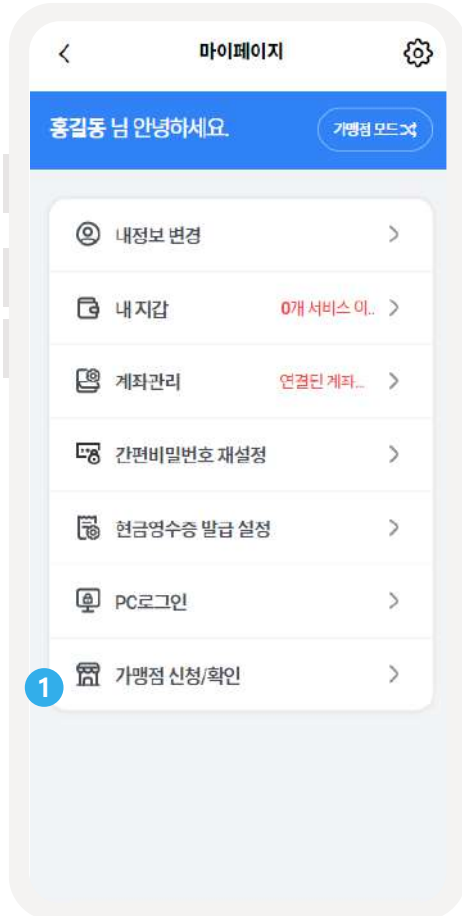 마이페이지
홍길동 님 안녕하세요.
가맹점 모드
내정보 변경
내 지갑 0개 서비스 이..
계좌관리 연결된 계좌...
간편비밀번호 재설정
현금영수증 발급 설정
PC로그인
1 가맹점 신청/확인